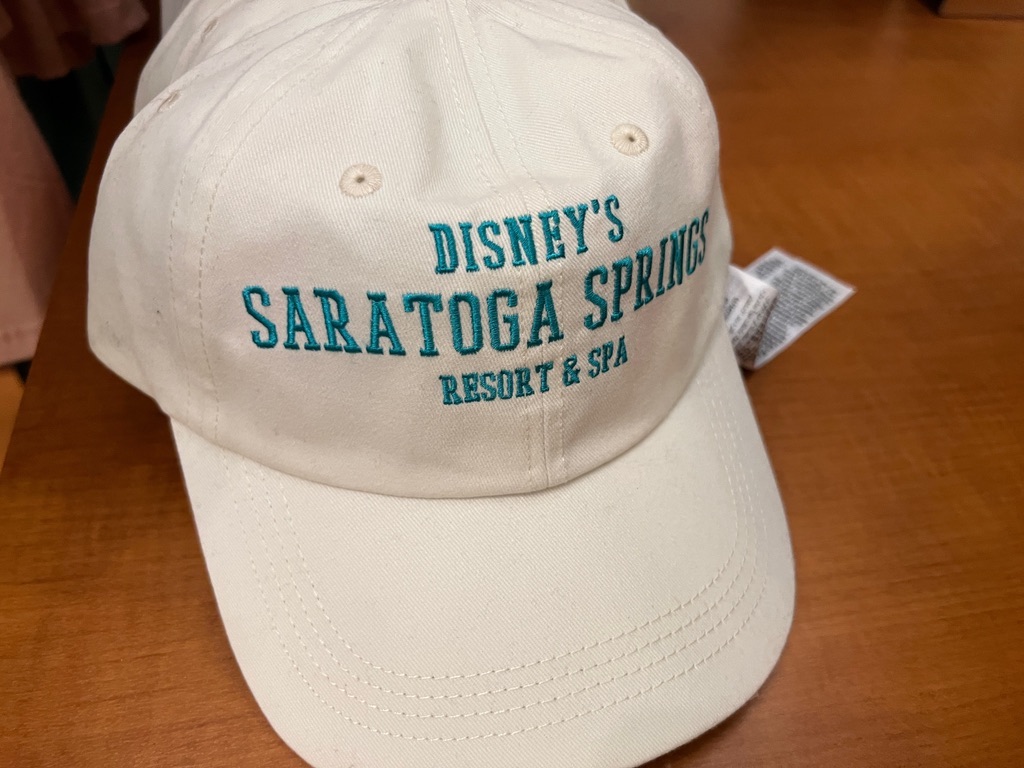 DISNEY'S
SARATOGA SPRINGS
RESORT & SPA